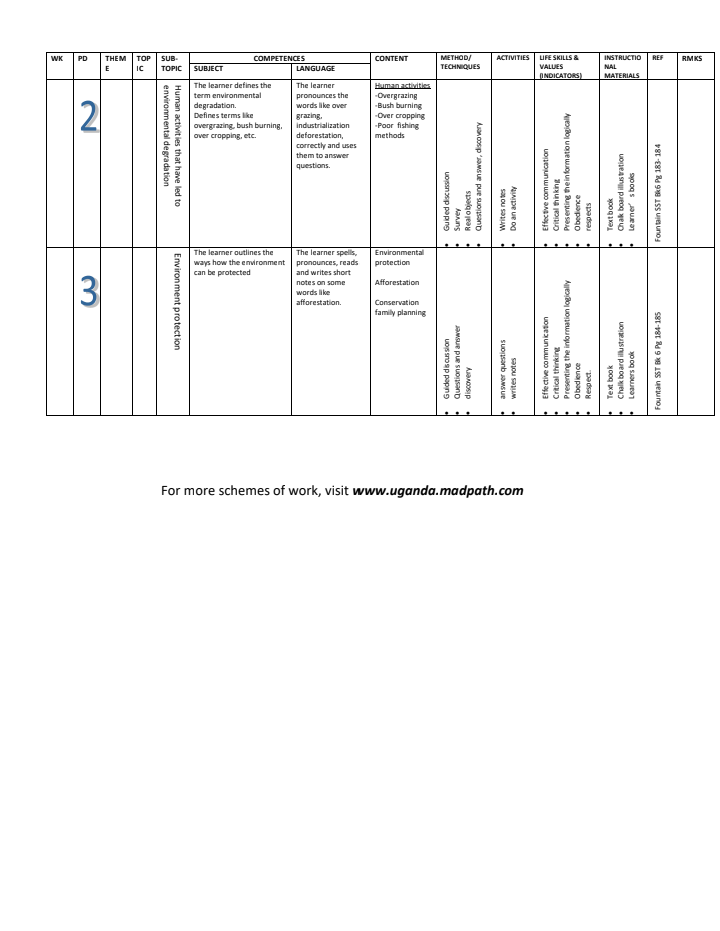 WK
PD
THEM
E
TOP
IC
SUB-
TOPIC
COMPETENCES
SUBJECT
LANGUAGE
CONTENT
METHOD/
TECHNIQUES
ACTIVITIES
LIFE SKILLS &
VALUES
(INDICATORS)
INSTRUCTIO
NAL
MATERIALS
REF
RMKS
2
Human activities that have led to
environmental degradation
The learner defines the
term environmental
degradation.
Defines terms like
overgrazing, bush burning,
over cropping, etc.
The learner
pronounces the
words like over
grazing,
industrialization
deforestation,
correctly and uses
them to answer
questions.
Human activities
-Overgrazing
-Bush burning
-Over cropping
-Poor fishing
methods
• Guided discussion
• Survey
• Real objects
• Questions and answer, discovery
• Writes notes
• Do an activity
• Effective communication
• Critical thinking
• Presenting the information logically
• Obedience
• respects
• Text book
• Chalk board illustration
• Learner's books
Fountain SST Bk6 Pg 183-184
3
Environment protection
The learner outlines the
ways how the environment
can be protected
The learner spells,
pronounces, reads
and writes short
notes on some
words like
afforestation.
Environmental
protection
Afforestation
Conservation
family planning
• Guided discussion
• Questions and answer
• discovery
• answer questions
• writes notes
• Effective communication
• Critical thinking
• Presenting the information logically
• Obedience
• Respect.
• Text book
• Chalk board illustration
• Learners book
Fountain SST Bk 6 Pg 184-185
For more schemes of work, visit www.uganda.madpath.com